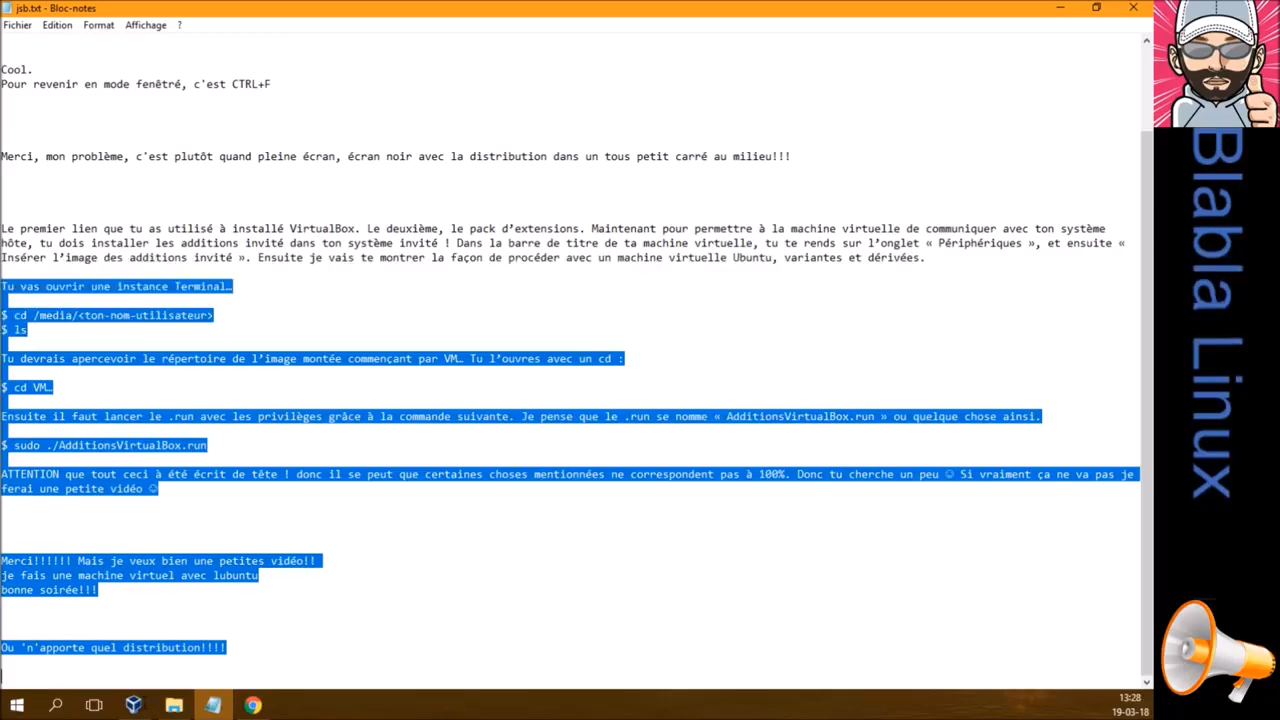 jsb.txt - Bloc-notes
Fichier Edition Format Affichage ?
Cool.
Pour revenir en mode fenêtré, c'est CTRL+F
Merci, mon problème, c'est plutôt quand pleine écran, écran noir avec la distribution dans un tous petit carré au milieu!!!
Le premier lien que tu as utilisé à installé VirtualBox. Le deuxième, le pack d’extensions. Maintenant pour permettre à la machine virtuelle de communiquer avec ton système
hôte, tu dois installer les additions invité dans ton système invité ! Dans la barre de titre de ta machine virtuelle, tu te rends sur l’onglet « Périphériques », et ensuite «
Insérer l’image des additions invité ». Ensuite je vais te montrer la façon de procéder avec un machine virtuelle Ubuntu, variantes et dérivées.
Tu vas ouvrir une instance Terminal…
$ cd /media/<ton-nom-utilisateur>
$ ls
Tu devrais apercevoir le répertoire de l’image montée commençant par VM… Tu l’ouvres avec un cd :
$ cd VM…
Ensuite il faut lancer le .run avec les privilèges grâce à la commande suivante. Je pense que le .run se nomme « AdditionsVirtualBox.run » ou quelque chose ainsi.
$ sudo ./AdditionsVirtualBox.run
ATTENTION que tout ceci à été écrit de tête ! donc il se peut que certaines choses mentionnées ne correspondent pas à 100%. Donc tu cherche un peu ☺ Si vraiment ça ne va pas je
ferai une petite vidéo ☺
Merci!!!!!! Mais je veux bien une petites vidéo!!
je fais une machine virtuel avec lubuntu
bonne soirée!!!
Ou 'n'apporte quel distribution!!!!
Blabla Linux
13:28
19-03-18